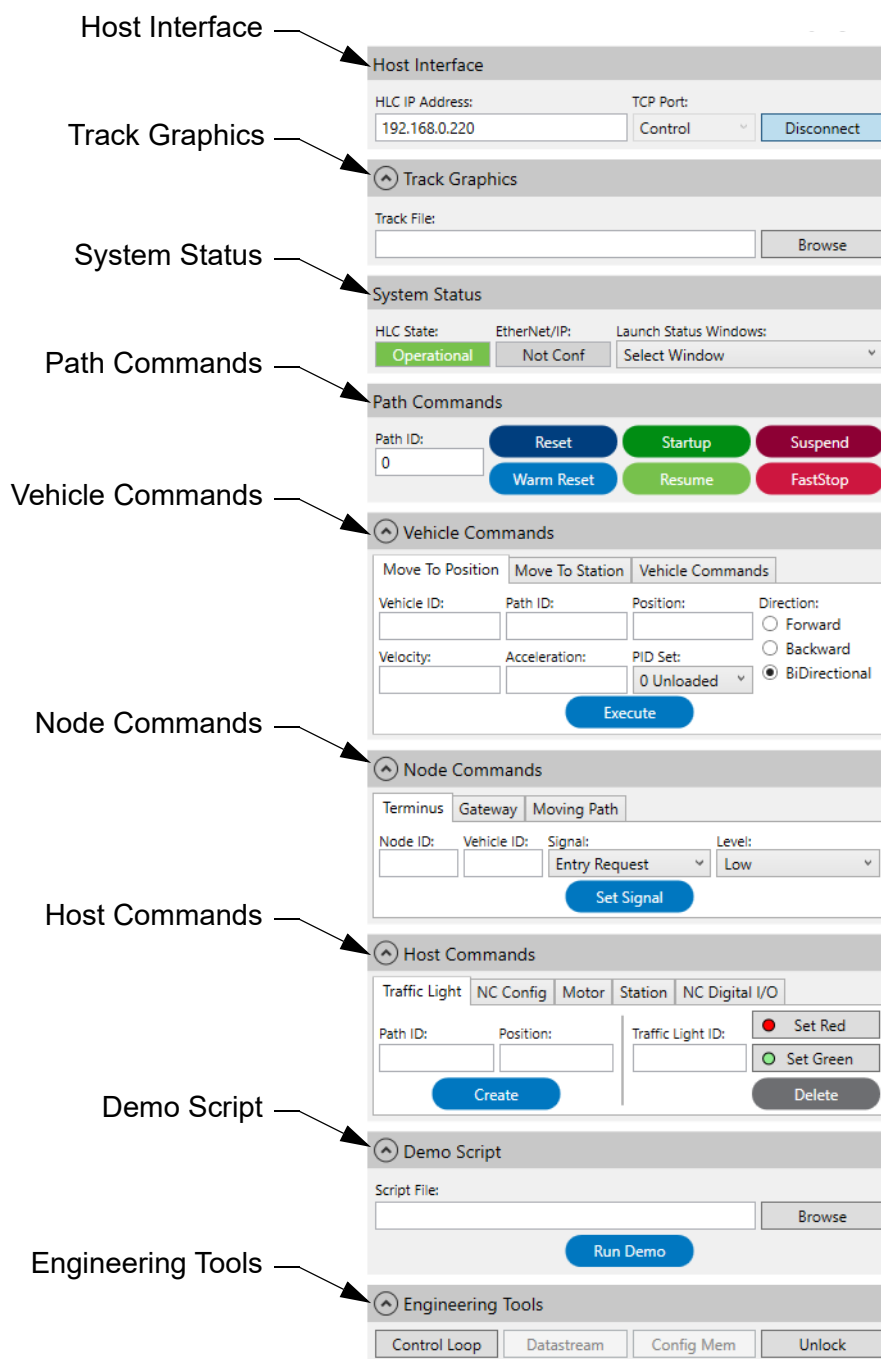 Host Interface
Host Interface
HLC IP Address: TCP Port:
192.168.0.220 Control Disconnect
Track Graphics
Track Graphics
Track File:
Browse
System Status
System Status
HLC State: EtherNet/IP: Launch Status Windows:
Operational Not Conf Select Window
Path Commands
Path Commands
Path ID: Reset Startup Suspend
0 Warm Reset Resume FastStop
Vehicle Commands
Vehicle Commands
Move To Position Move To Station Vehicle Commands
Vehicle ID: Path ID: Position: Direction:
Forward
Backward
Velocity: Acceleration: PID Set:
0 Unloaded BiDirectional
Execute
Node Commands
Node Commands
Terminus Gateway Moving Path
Node ID: Vehicle ID: Signal: Level:
Entry Request Low
Set Signal
Host Commands
Host Commands
Traffic Light NC Config Motor Station NC Digital I/O
Path ID: Position: Traffic Light ID: Set Red
Set Green
Create Delete
Demo Script
Demo Script
Script File:
Browse
Run Demo
Engineering Tools
Engineering Tools
Control Loop Datastream Config Mem Unlock